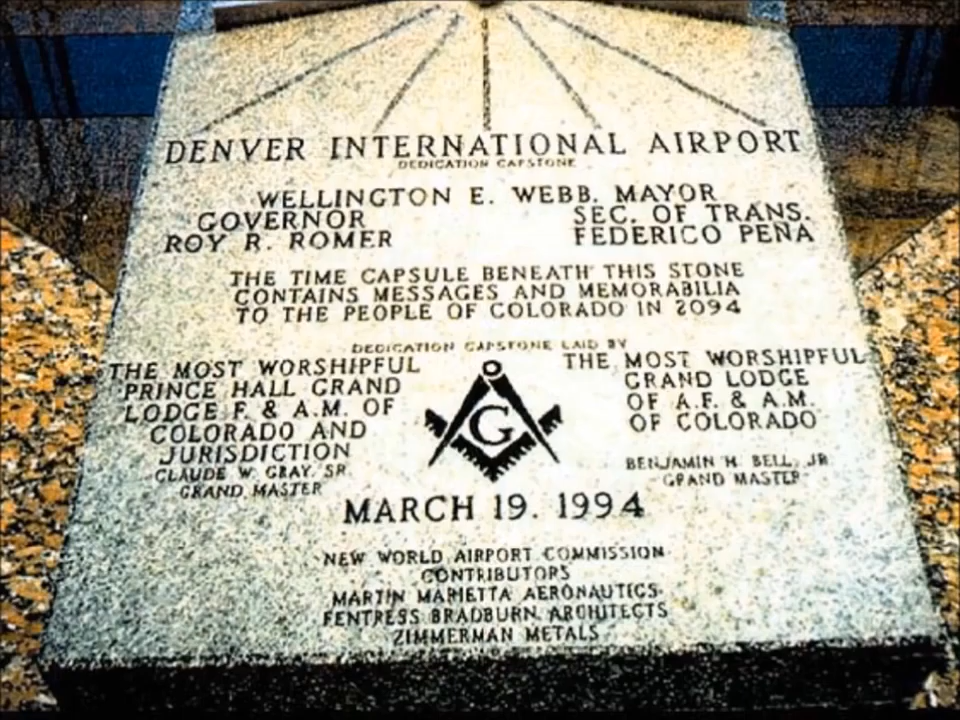 DENVER INTERNATIONAL AIRPORT
DEDICATION CAPSTONE
WELLINGTON E. WEBB, MAYOR
GOVERNOR
ROY R. ROMER
SEC. OF TRANS.
FEDERICO PEÑA
THE TIME CAPSULE BENEATH THIS STONE
CONTAINS MESSAGES AND MEMORABILIA
TO THE PEOPLE OF COLORADO IN 2094
DEDICATION CAPSTONE LAID BY
THE MOST WORSHIPFUL
PRINCE HALL GRAND
LODGE F. & A.M. OF
COLORADO AND
JURISDICTION
CLAUDE W. GRAY, SR.
GRAND MASTER
G
THE MOST WORSHIPFUL
GRAND LODGE
OF A.F. & A.M.
OF COLORADO
BENJAMIN H. BELL, JR
GRAND MASTER
MARCH 19, 1994
NEW WORLD AIRPORT COMMISSION
CONTRIBUTORS
MARTIN MARIETTA AERONAUTICS
FENTRESS BRADBURN ARCHITECTS
ZIMMERMAN METALS